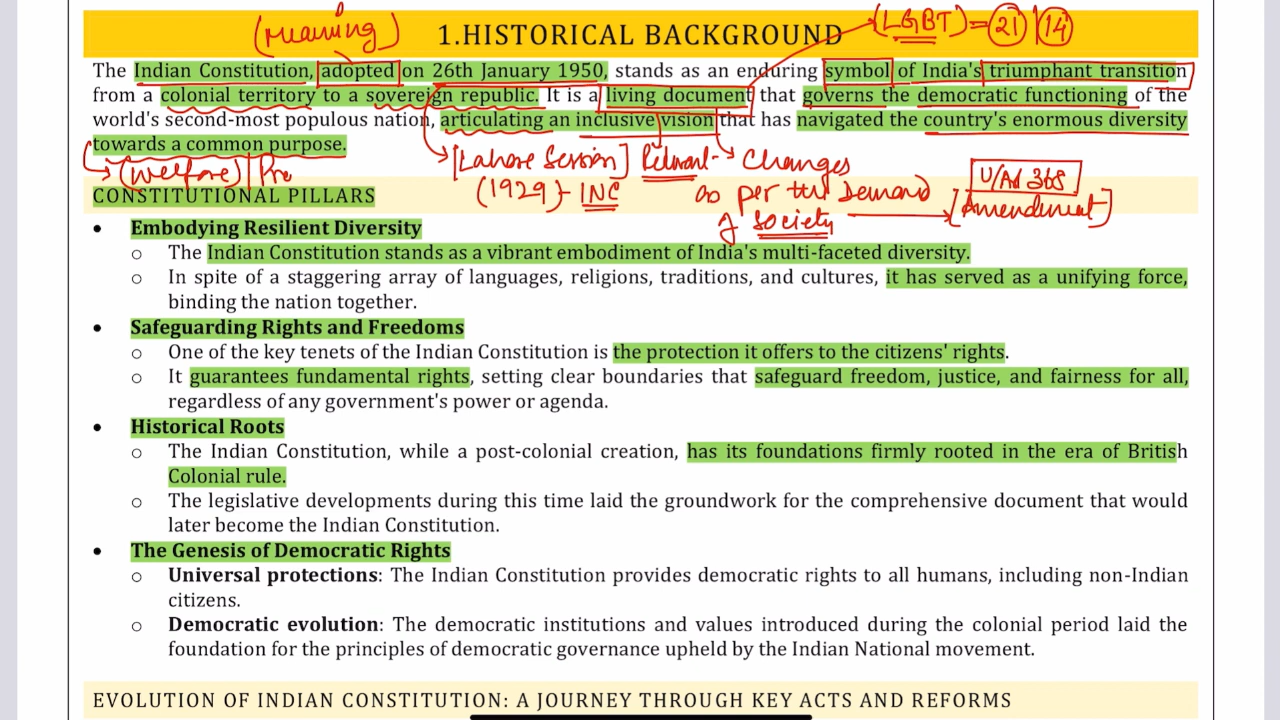 (Meaning)
1.HISTORICAL BACKGROUND
(LGBT) = 21 | 14
The Indian Constitution, adopted on 26th January 1950, stands as an enduring symbol of India's triumphant transition
from a colonial territory to a sovereign republic. It is a living document that governs the democratic functioning of the
world's second-most populous nation, articulating an inclusive vision that has navigated the country's enormous diversity
towards a common purpose.
[Lahore Session]
(1929) - INC
Changes
as per the Demand
of Society
[Amendment]
(Welfare) | Pre
CONSTITUTIONAL PILLARS
• Embodying Resilient Diversity
o The Indian Constitution stands as a vibrant embodiment of India's multi-faceted diversity.
o In spite of a staggering array of languages, religions, traditions, and cultures, it has served as a unifying force,
binding the nation together.
• Safeguarding Rights and Freedoms
o One of the key tenets of the Indian Constitution is the protection it offers to the citizens' rights.
o It guarantees fundamental rights, setting clear boundaries that safeguard freedom, justice, and fairness for all,
regardless of any government's power or agenda.
• Historical Roots
o The Indian Constitution, while a post-colonial creation, has its foundations firmly rooted in the era of British
Colonial rule.
o The legislative developments during this time laid the groundwork for the comprehensive document that would
later become the Indian Constitution.
• The Genesis of Democratic Rights
o Universal protections: The Indian Constitution provides democratic rights to all humans, including non-Indian
citizens.
o Democratic evolution: The democratic institutions and values introduced during the colonial period laid the
foundation for the principles of democratic governance upheld by the Indian National movement.
EVOLUTION OF INDIAN CONSTITUTION: A JOURNEY THROUGH KEY ACTS AND REFORMS